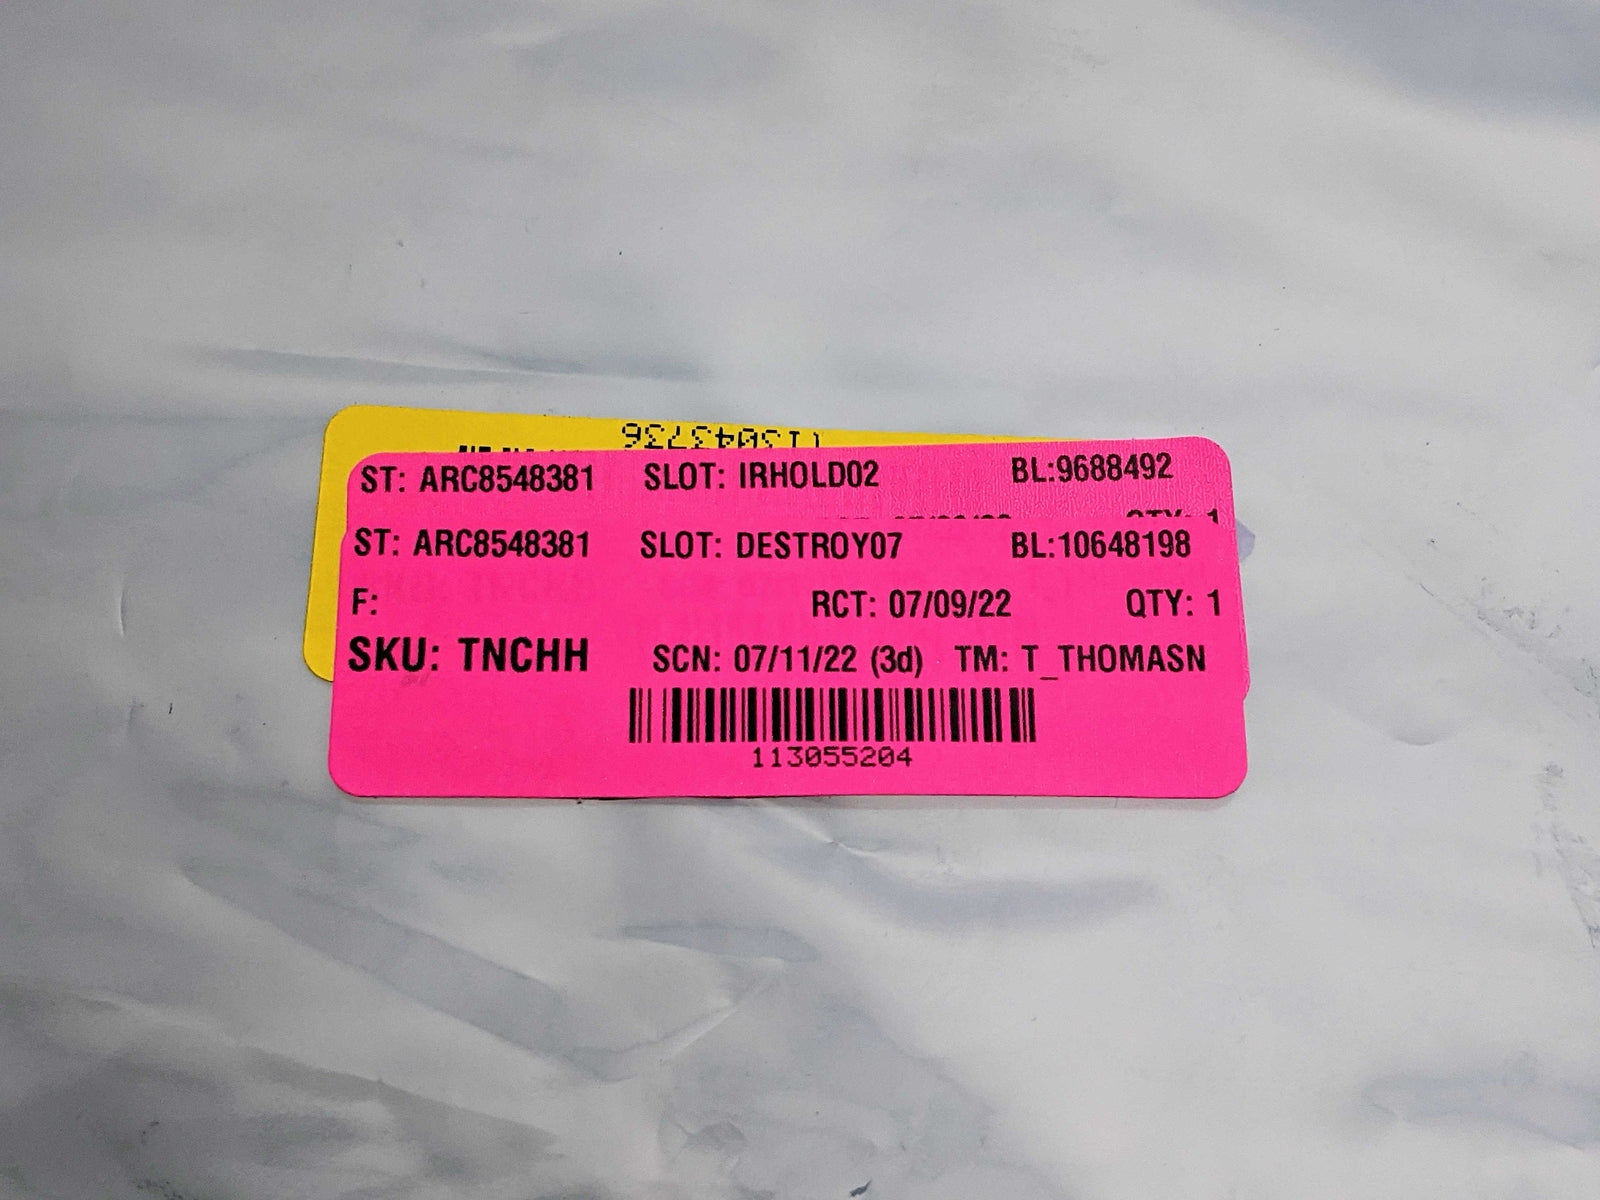 113043736
ST: ARC8548381 SLOT: IRHOLD02 BL:9688492
QTY: 1
ST: ARC8548381 SLOT: DESTROY07 BL:10648198
F: RCT: 07/09/22 QTY: 1
SKU: TNCHH SCN: 07/11/22 (3d) TM: T_THOMASN
113055204